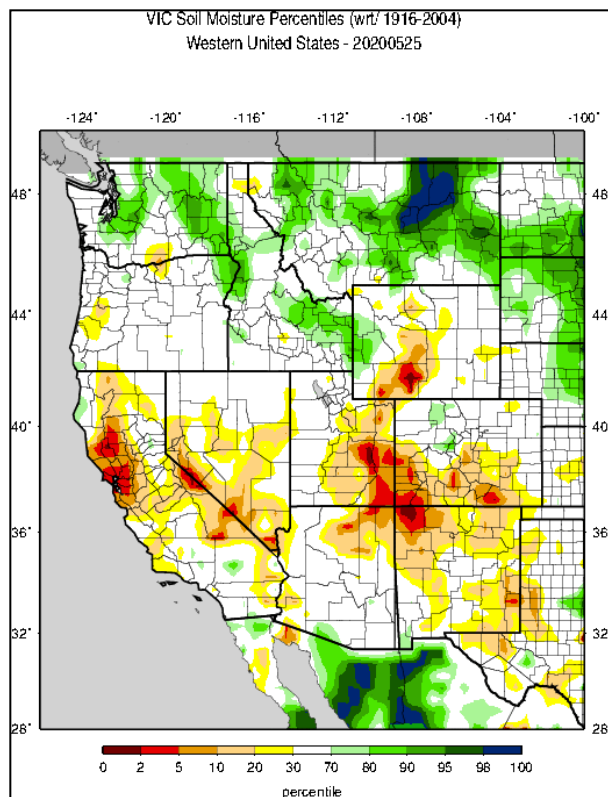 VIC Soil Moisture Percentiles (wrt/ 1916-2004)
Western United States - 20200525
-124° -120° -116° -112° -108° -104° -100°
48°
44°
40°
36°
32°
28°
48°
44°
40°
36°
32°
28°
0 2 5 10 20 30 70 80 90 95 98 100
percentile